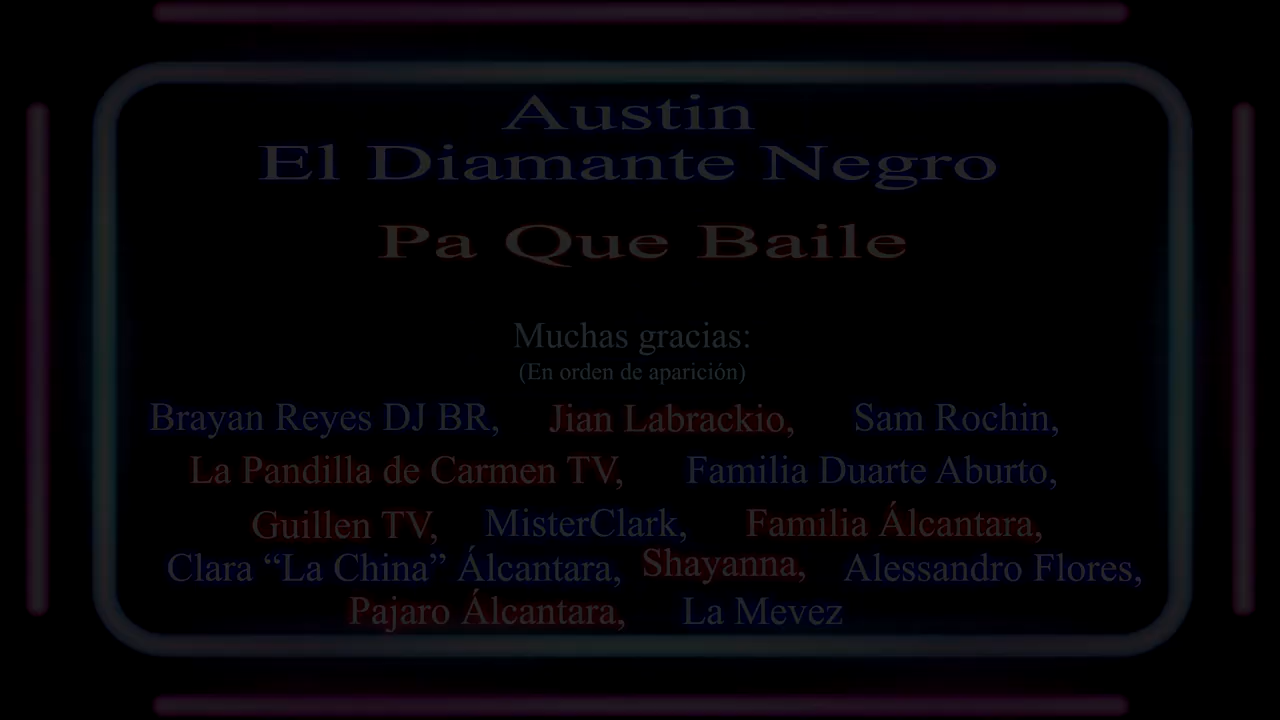 Austin
El Diamante Negro
Pa Que Baile
Muchas gracias:
(En orden de aparición)
Brayan Reyes DJ BR, Jian Labrackio, Sam Rochin,
La Pandilla de Carmen TV, Familia Duarte Aburto,
Guillen TV, MisterClark, Familia Álcantara,
Clara “La China” Álcantara, Shayanna, Alessandro Flores,
Pajaro Álcantara, La Mevez